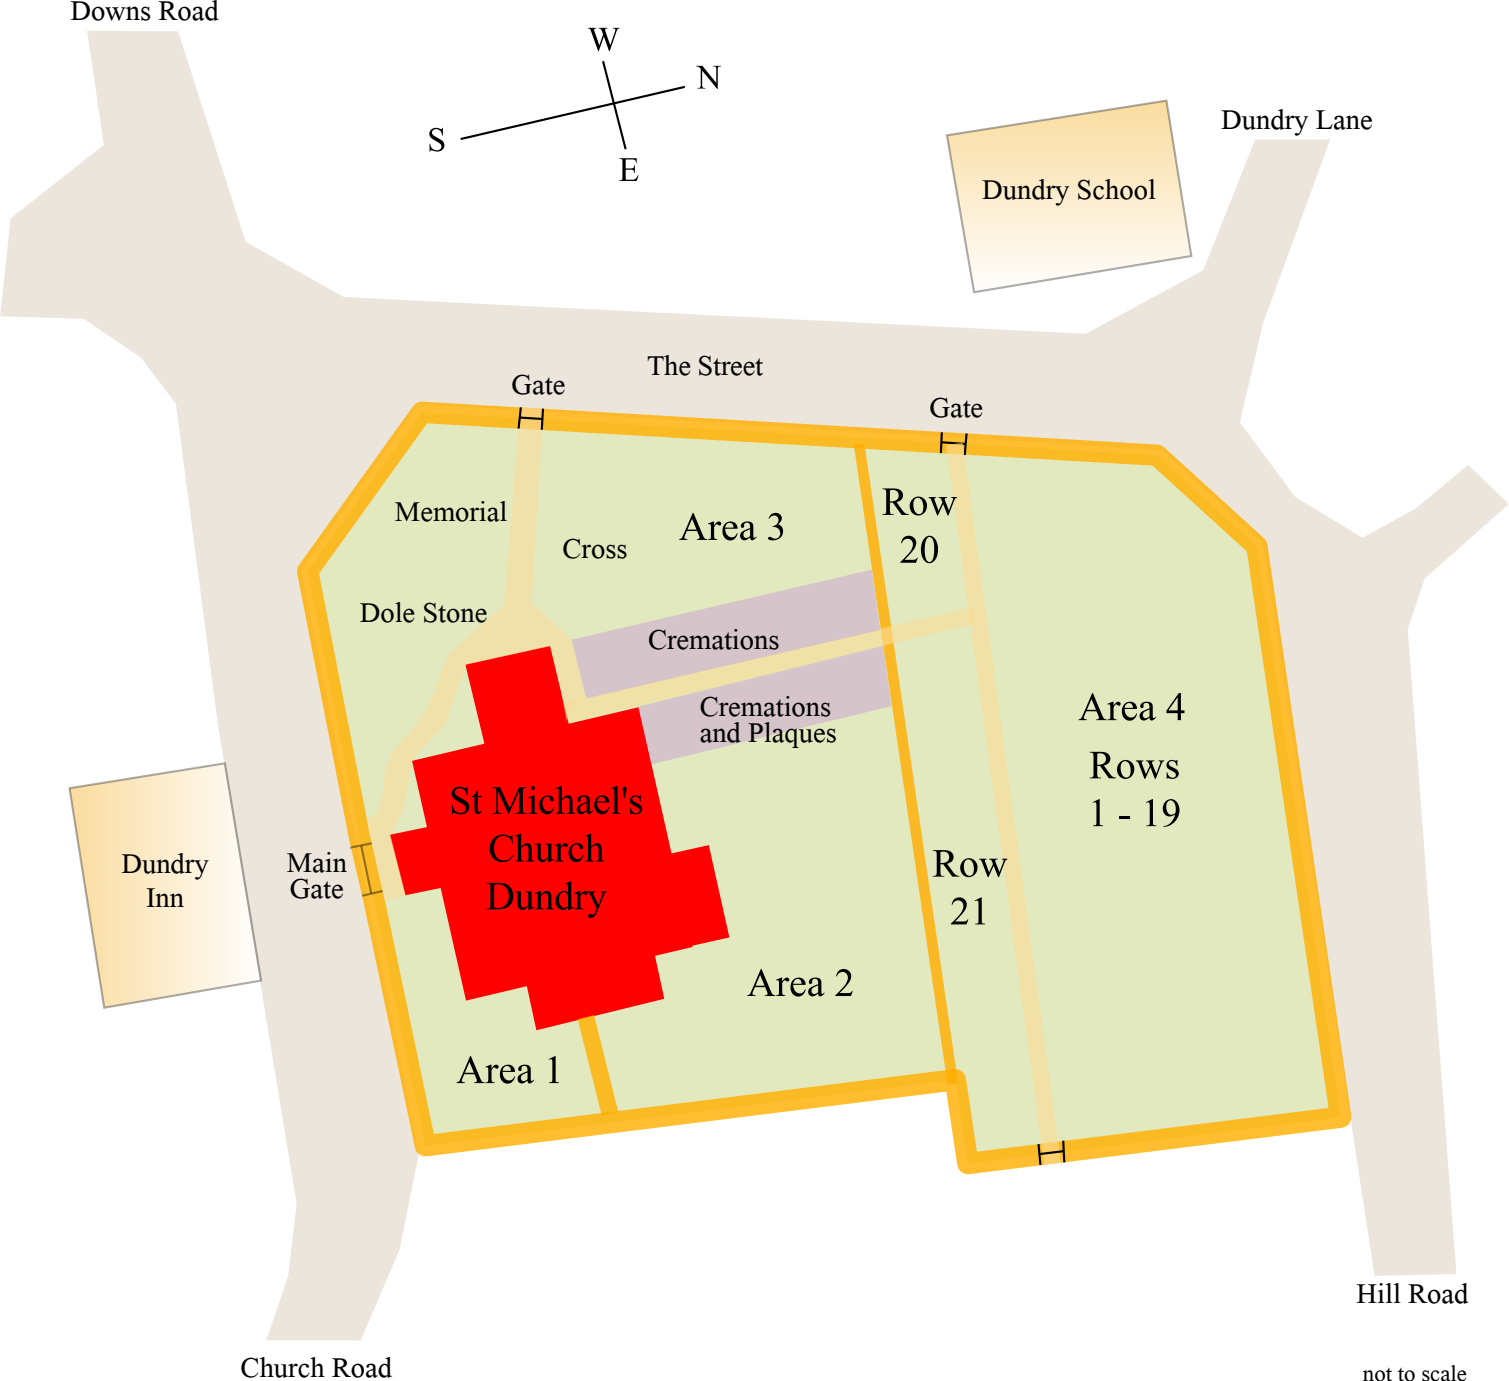 Downs Road
W
N
S
E
Dundry Lane
Dundry School
The Street
Gate
Gate
Memorial
Cross
Area 3
Row
20
Dole Stone
Cremations
Cremations
and Plaques
Area 4
Rows
1 - 19
St Michael's
Church
Dundry
Main
Gate
Dundry
Inn
Row
21
Area 2
Area 1
Hill Road
Church Road
not to scale